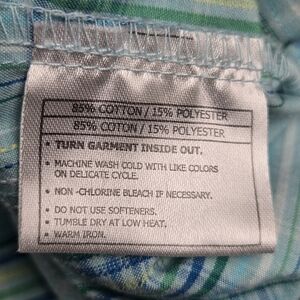 85% COTTON / 15% POLYESTER
85% COTON / 15% POLYESTER
• TURN GARMENT INSIDE OUT.
• MACHINE WASH COLD WITH LIKE COLORS
ON DELICATE CYCLE.
• NON -CHLORINE BLEACH IF NECESSARY.
• DO NOT USE SOFTENERS.
• TUMBLE DRY AT LOW HEAT.
• WARM IRON.